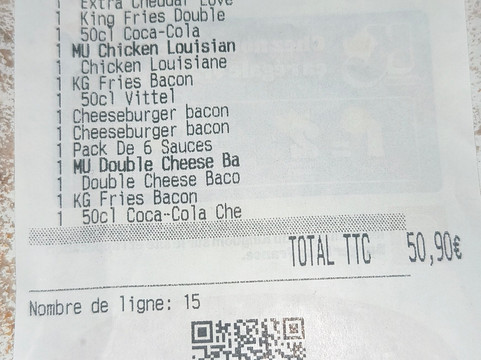 1 Extra Cheddar Love
1 King Fries Double
1 50cl Coca-Cola
1 MU Chicken Louisian
1 Chicken Louisiane
1 KG Fries Bacon
1 50cl Vittel
1 Cheeseburger bacon
1 Cheeseburger bacon
1 Pack De 6 Sauces
1 MU Double Cheese Ba
1 Double Cheese Baco
1 KG Fries Bacon
1 50cl Coca-Cola Che
TOTAL TTC 50,90€
Nombre de ligne: 15